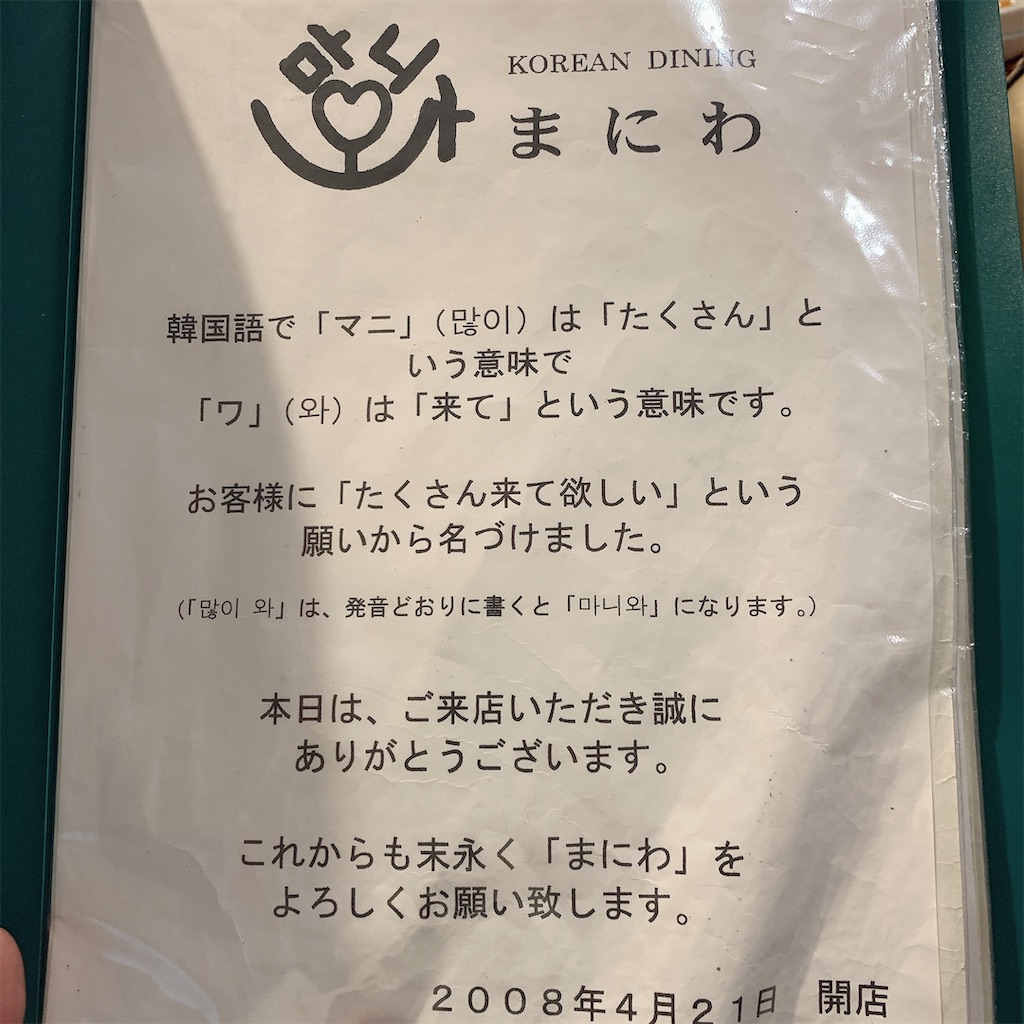 KOREAN DINING
まにわ
韓国語で「マニ」(많이) は「たくさん」と
いう意味で
「ワ」(와) は「来て」という意味です。
お客様に「たくさん来て欲しい」という
願いから名づけました。
(「많이 와」は、発音どおりに書くと「마니와」になります。)
本日は、ご来店いただき誠に
ありがとうございます。
これからも末永く「まにわ」を
よろしくお願い致します。
2008年4月21日 開店